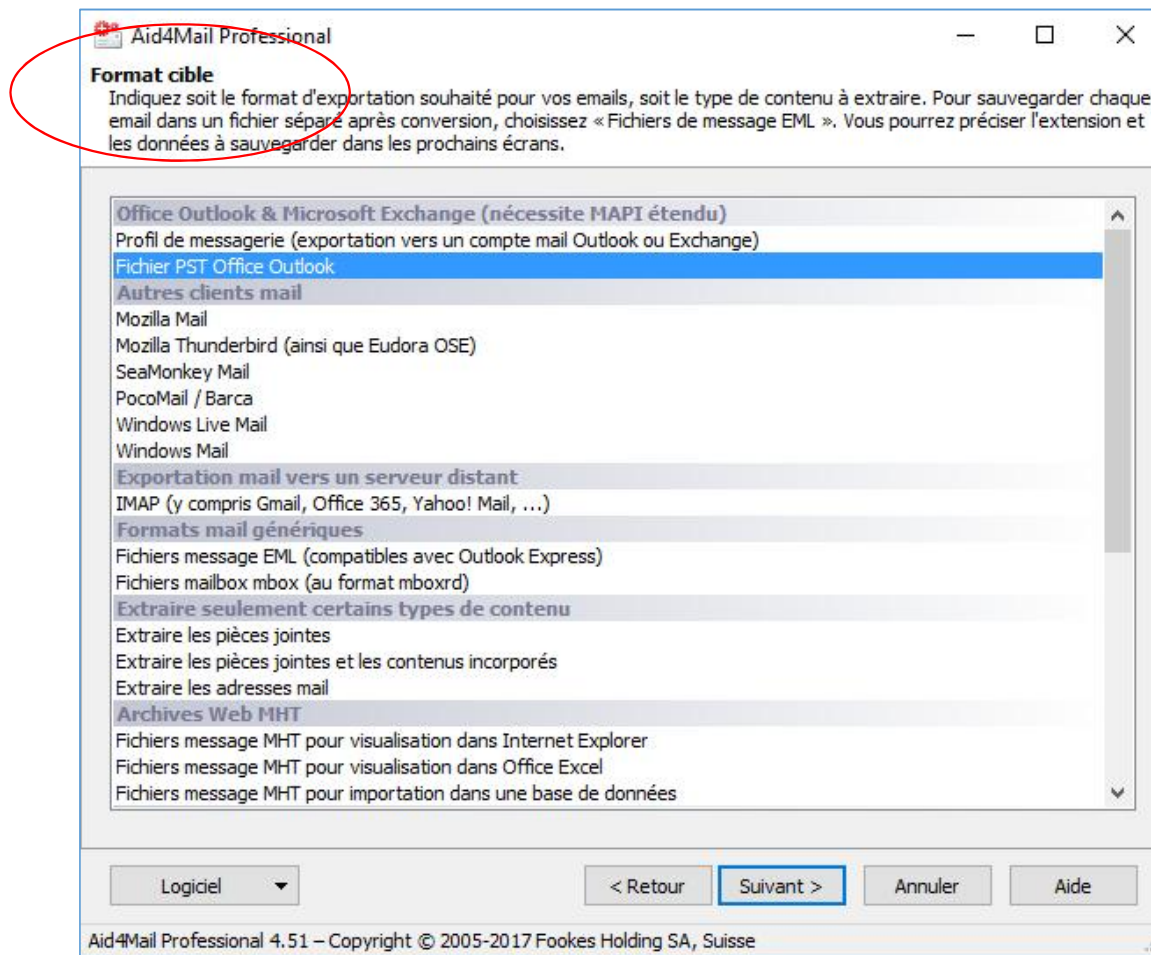 Aid4Mail Professional
Format cible
Indiquez soit le format d'exportation souhaité pour vos emails, soit le type de contenu à extraire. Pour sauvegarder chaque
email dans un fichier séparé après conversion, choisissez « Fichiers de message EML ». Vous pourrez préciser l'extension et
les données à sauvegarder dans les prochains écrans.
Office Outlook & Microsoft Exchange (nécessite MAPI étendu)
Profil de messagerie (exportation vers un compte mail Outlook ou Exchange)
Fichier PST Office Outlook
Autres clients mail
Mozilla Mail
Mozilla Thunderbird (ainsi que Eudora OSE)
SeaMonkey Mail
PocoMail / Barca
Windows Live Mail
Windows Mail
Exportation mail vers un serveur distant
IMAP (y compris Gmail, Office 365, Yahoo! Mail, ...)
Formats mail génériques
Fichiers message EML (compatibles avec Outlook Express)
Fichiers mailbox mbox (au format mboxrd)
Extraire seulement certains types de contenu
Extraire les pièces jointes
Extraire les pièces jointes et les contenus incorporés
Extraire les adresses mail
Archives Web MHT
Fichiers message MHT pour visualisation dans Internet Explorer
Fichiers message MHT pour visualisation dans Office Excel
Fichiers message MHT pour importation dans une base de données
Logiciel < Retour Suivant > Annuler Aide
Aid4Mail Professional 4.51 – Copyright © 2005-2017 Fookes Holding SA, Suisse